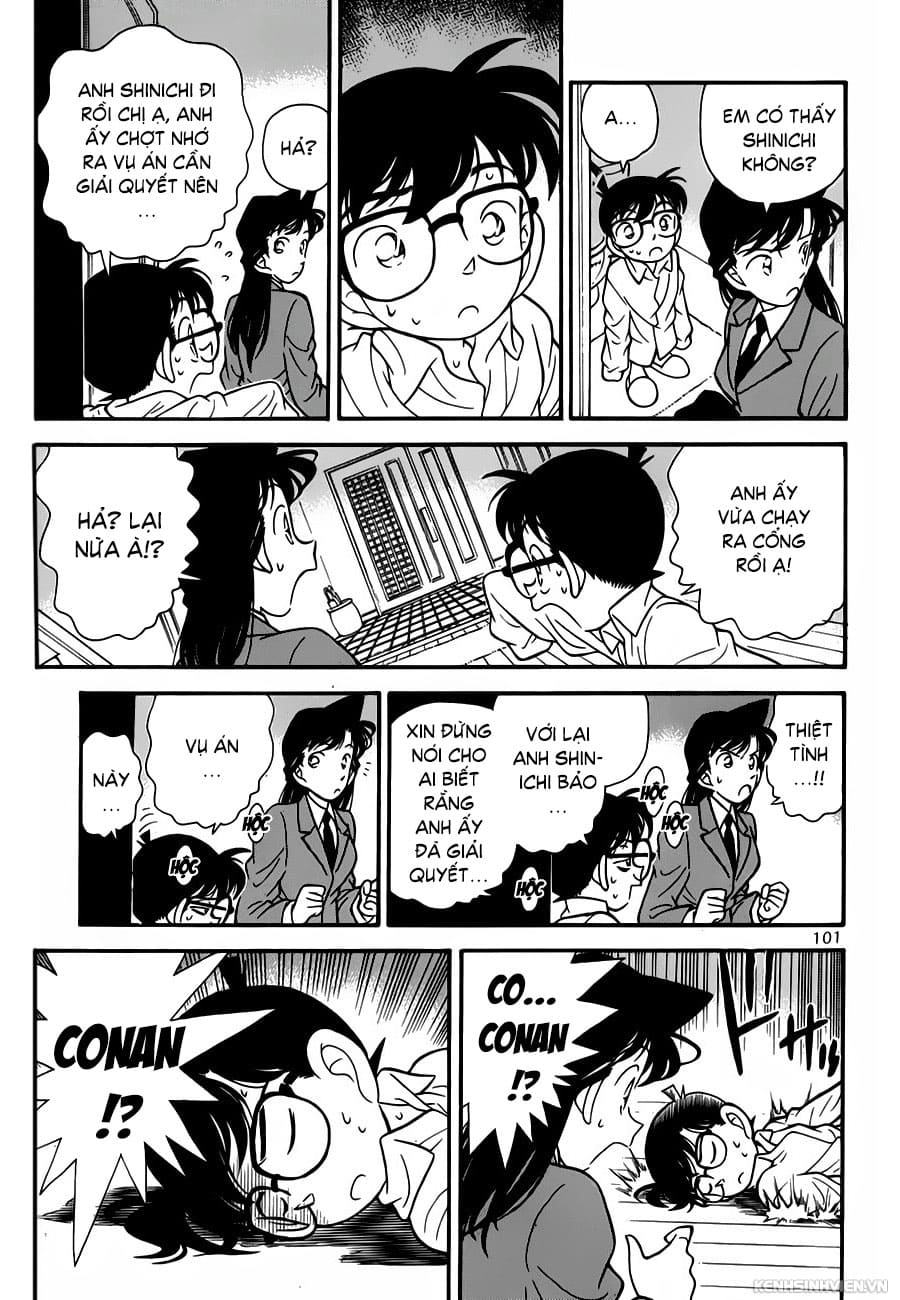 EM CÓ THẤY
SHINICHI
KHÔNG?
A...
HẢ?
ANH SHINICHI ĐI
RỒI CHỊ Ạ, ANH
ẤY CHỢT NHỚ
RA VỤ ÁN CẦN
GIẢI QUYẾT NÊN
...
ANH ẤY
VỪA CHẠY
RA CỔNG
RỒI Ạ!
HẢ? LẠI
NỮA À!?
THIỆT
TÌNH
...!!
VỚI LẠI
ANH SHIN-
ICHI BẢO
...
HỘC
HỘC
XIN ĐỪNG
NÓI CHO
AI BIẾT
RẰNG
ANH ẤY
ĐÃ GIẢI
QUYẾT...
HỘC
VỤ ÁN
...
HỘC
HỘC
NÀY
...
101
CO...
CONAN
!?
ドサ
CONAN
!?
KENHSINHVIEN.VN